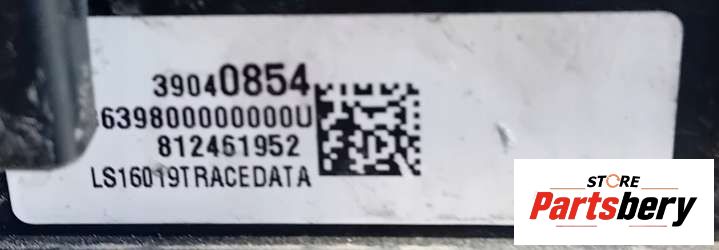 39040854
639800000000U
812461952
LS16019TRACEDATA
STORE
Partsbery